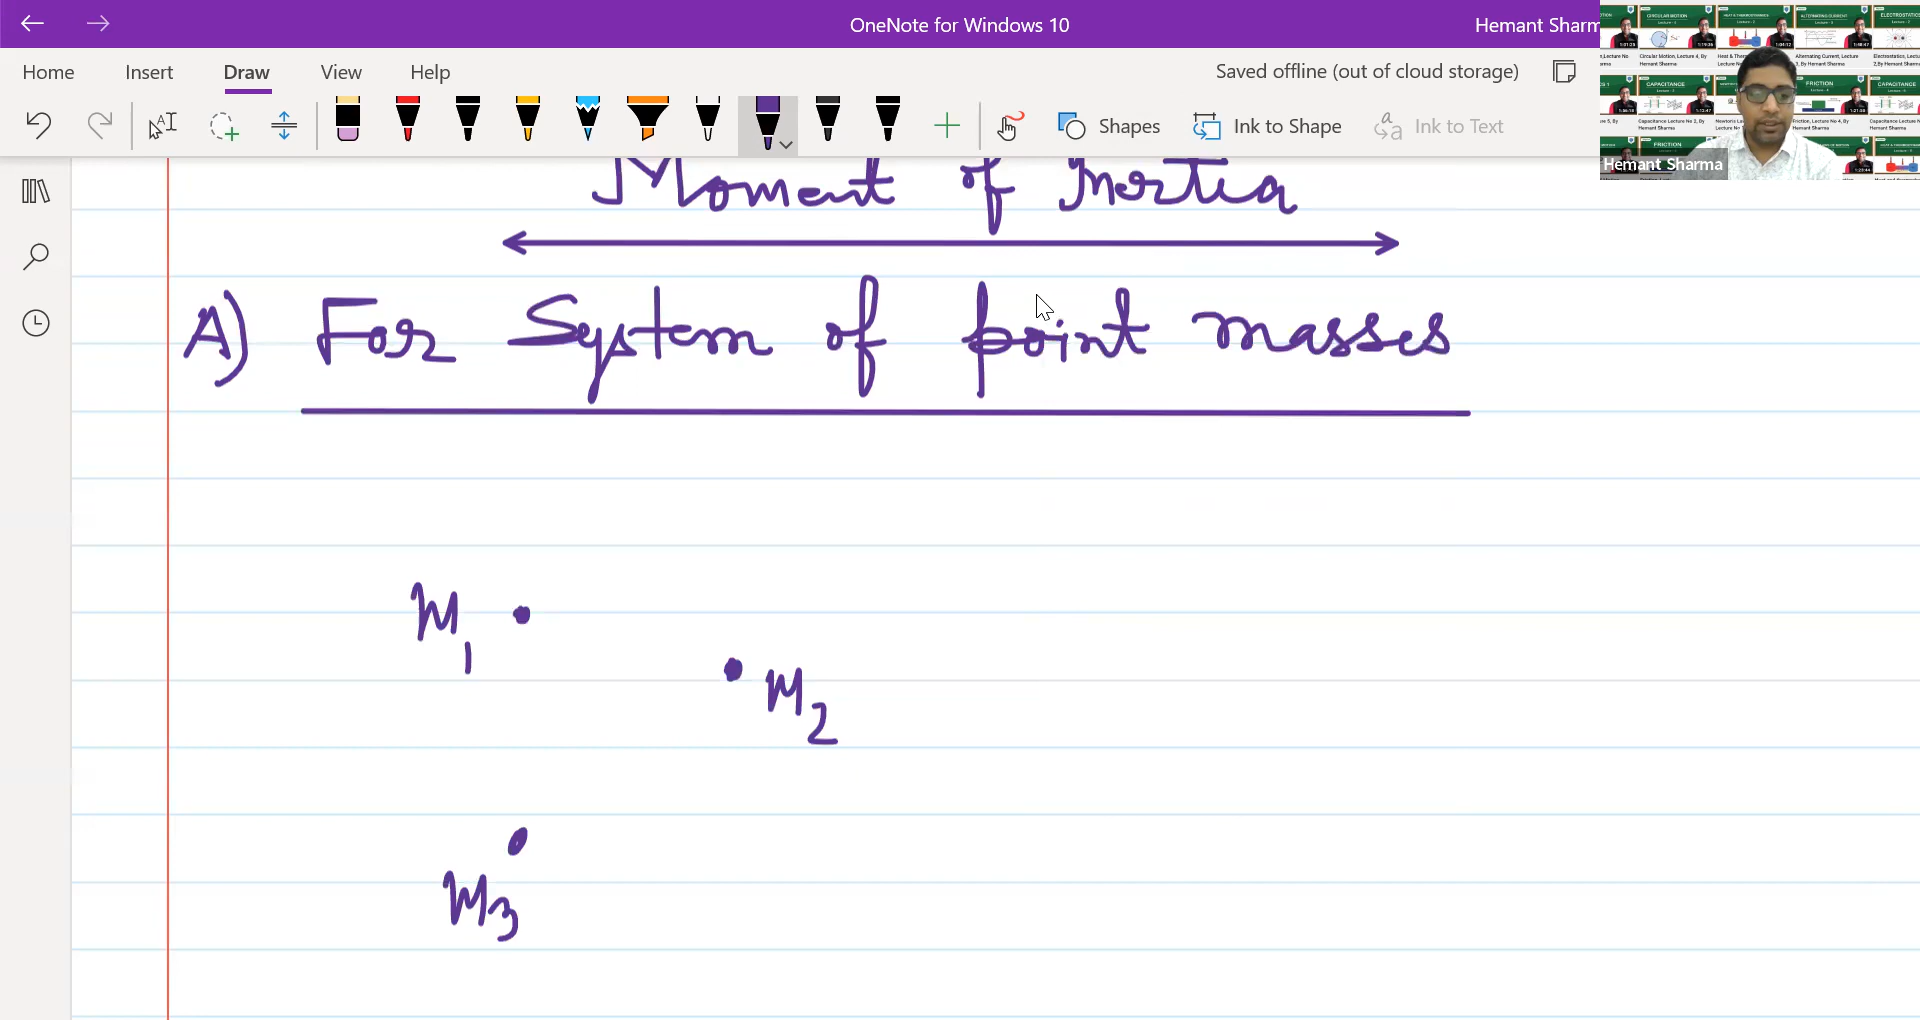 OneNote for Windows 10
Hemant Sharm
Home Insert Draw View Help
Saved offline (out of cloud storage)
Shapes
Ink to Shape
Ink to Text
Hemant Sharma
Moment of Inertia
A) For System of point masses
M1
M2
M3